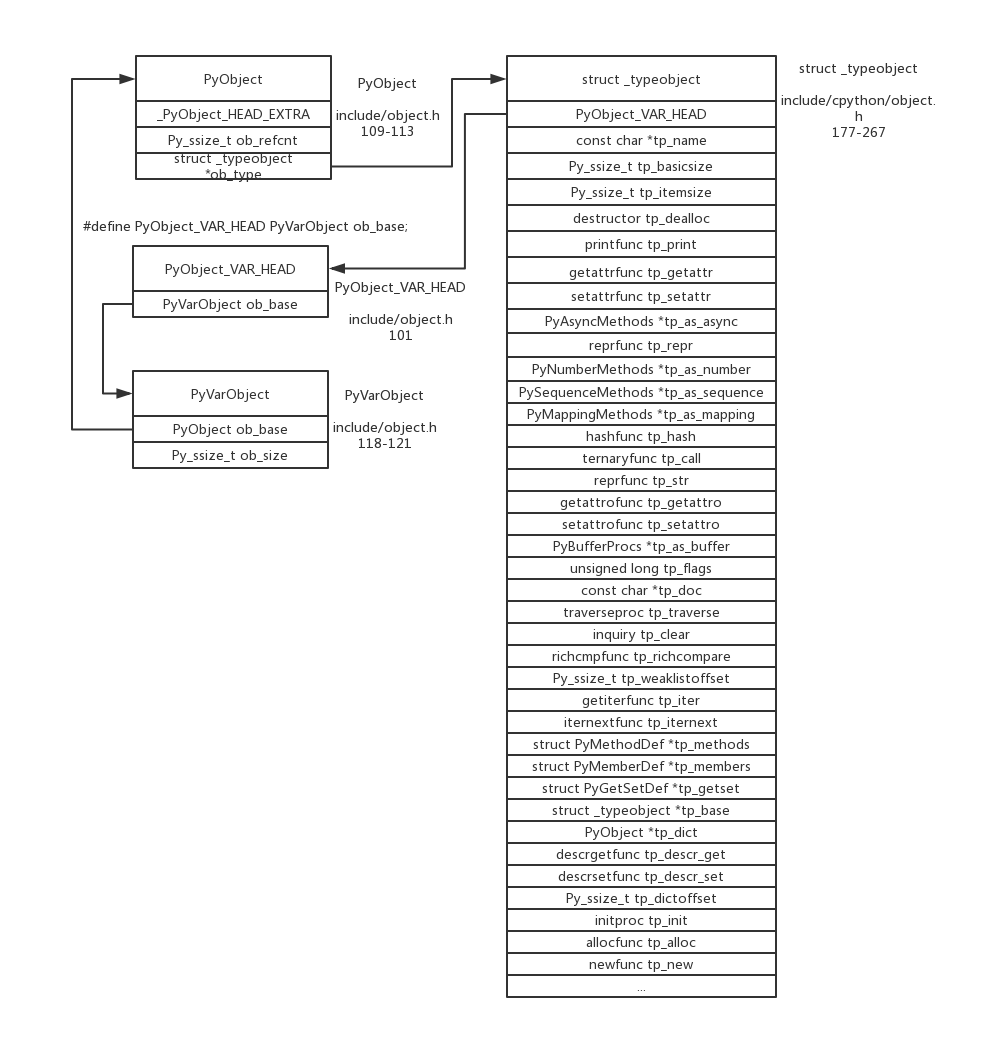 PyObject
_PyObject_HEAD_EXTRA
Py_ssize_t ob_refcnt
struct _typeobject
*ob_type
PyObject
include/object.h
109-113
#define PyObject_VAR_HEAD PyVarObject ob_base;
PyObject_VAR_HEAD
PyVarObject ob_base
PyObject_VAR_HEAD
include/object.h
101
PyVarObject
PyObject ob_base
Py_ssize_t ob_size
PyVarObject
include/object.h
118-121
struct _typeobject
PyObject_VAR_HEAD
const char *tp_name
Py_ssize_t tp_basicsize
Py_ssize_t tp_itemsize
destructor tp_dealloc
printfunc tp_print
getattrfunc tp_getattr
setattrfunc tp_setattr
PyAsyncMethods *tp_as_async
reprfunc tp_repr
PyNumberMethods *tp_as_number
PySequenceMethods *tp_as_sequence
PyMappingMethods *tp_as_mapping
hashfunc tp_hash
ternaryfunc tp_call
reprfunc tp_str
getattrofunc tp_getattro
setattrofunc tp_setattro
PyBufferProcs *tp_as_buffer
unsigned long tp_flags
const char *tp_doc
traverseproc tp_traverse
inquiry tp_clear
richcmpfunc tp_richcompare
Py_ssize_t tp_weaklistoffset
getiterfunc tp_iter
iternextfunc tp_iternext
struct PyMethodDef *tp_methods
struct PyMemberDef *tp_members
struct PyGetSetDef *tp_getset
struct _typeobject *tp_base
PyObject *tp_dict
descrgetfunc tp_descr_get
descrsetfunc tp_descr_set
Py_ssize_t tp_dictoffset
initproc tp_init
allocfunc tp_alloc
newfunc tp_new
...
struct _typeobject
include/cpython/object.
h
177-267